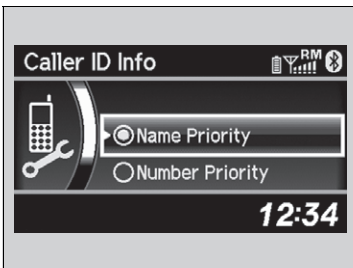 Caller ID Info
RM
Name Priority
Number Priority
12:34